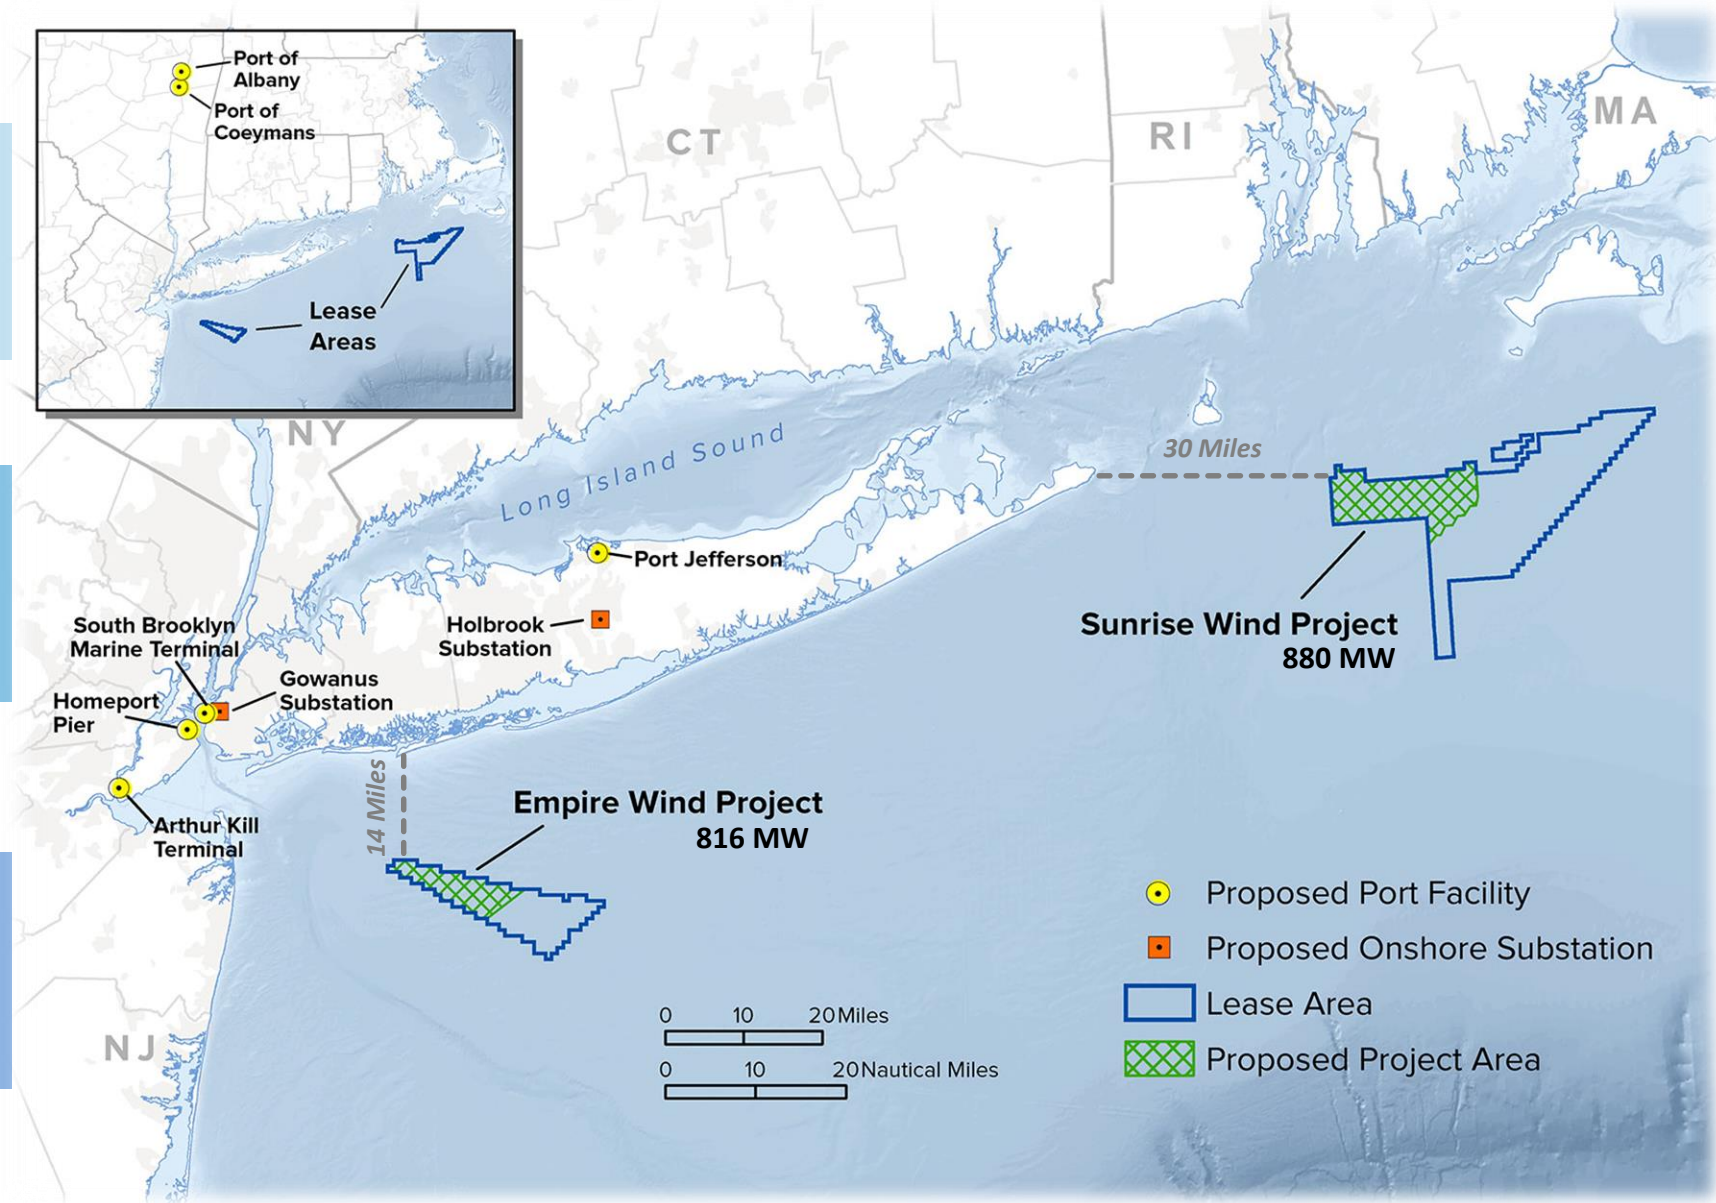 Port of
Albany
Port of
Coeymans
Lease
Areas
CT
RI
MA
NY
Long Island Sound
30 Miles
Port Jefferson
Holbrook
Substation
South Brooklyn
Marine Terminal
Gowanus
Substation
Homeport
Pier
Arthur Kill
Terminal
14 Miles
Sunrise Wind Project
880 MW
Empire Wind Project
816 MW
NJ
0 10 20 Miles
0 10 20 Nautical Miles
Proposed Port Facility
Proposed Onshore Substation
Lease Area
Proposed Project Area